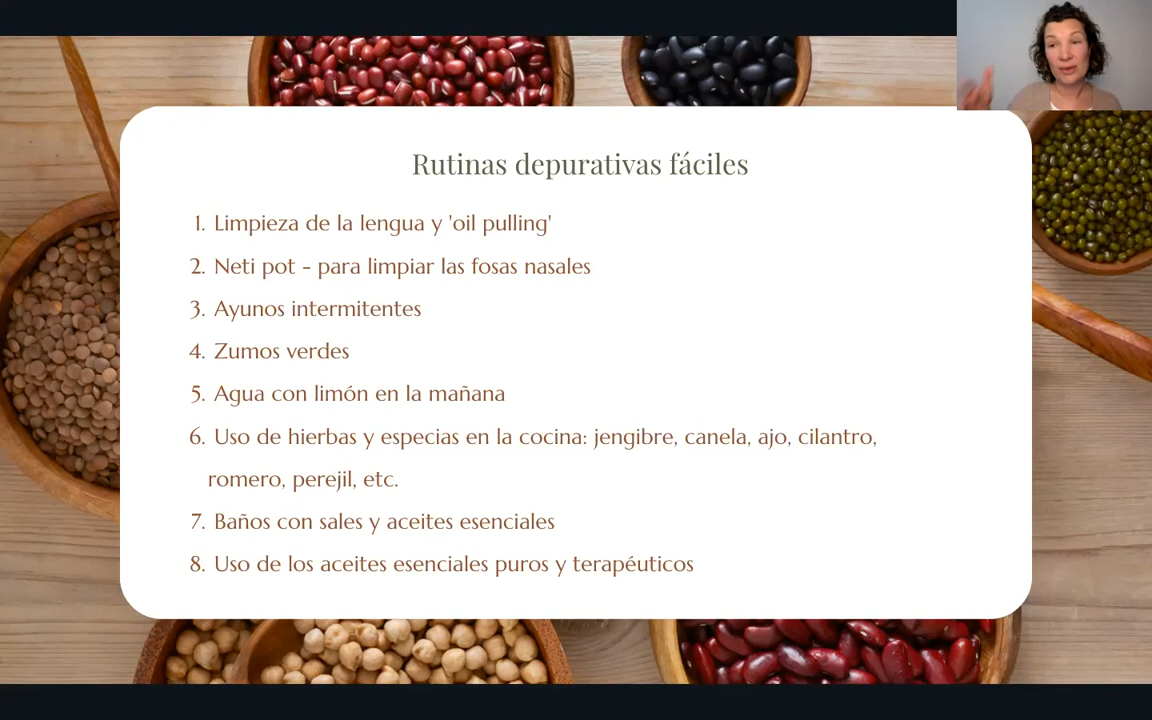 Rutinas depurativas fáciles
1. Limpieza de la lengua y 'oil pulling'
2. Neti pot - para limpiar las fosas nasales
3. Ayunos intermitentes
4. Zumos verdes
5. Agua con limón en la mañana
6. Uso de hierbas y especias en la cocina: jengibre, canela, ajo, cilantro,
romero, perejil, etc.
7. Baños con sales y aceites esenciales
8. Uso de los aceites esenciales puros y terapéuticos